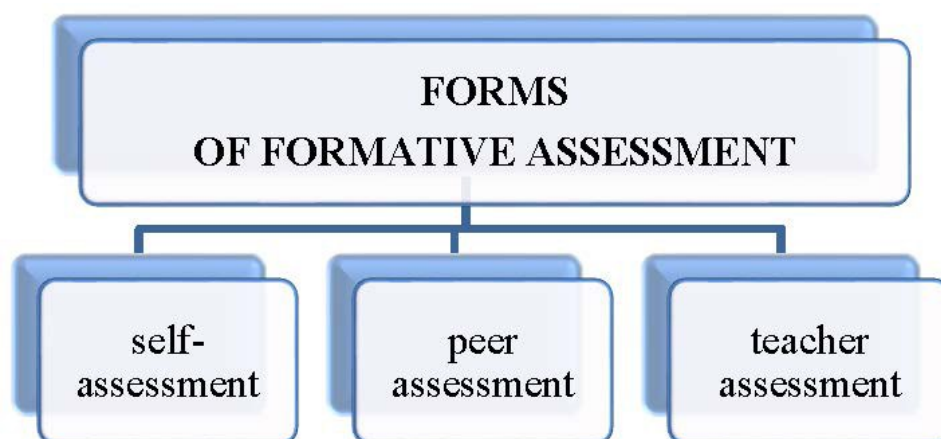 FORMS
OF FORMATIVE ASSESSMENT
self-
assessment
peer
assessment
teacher
assessment